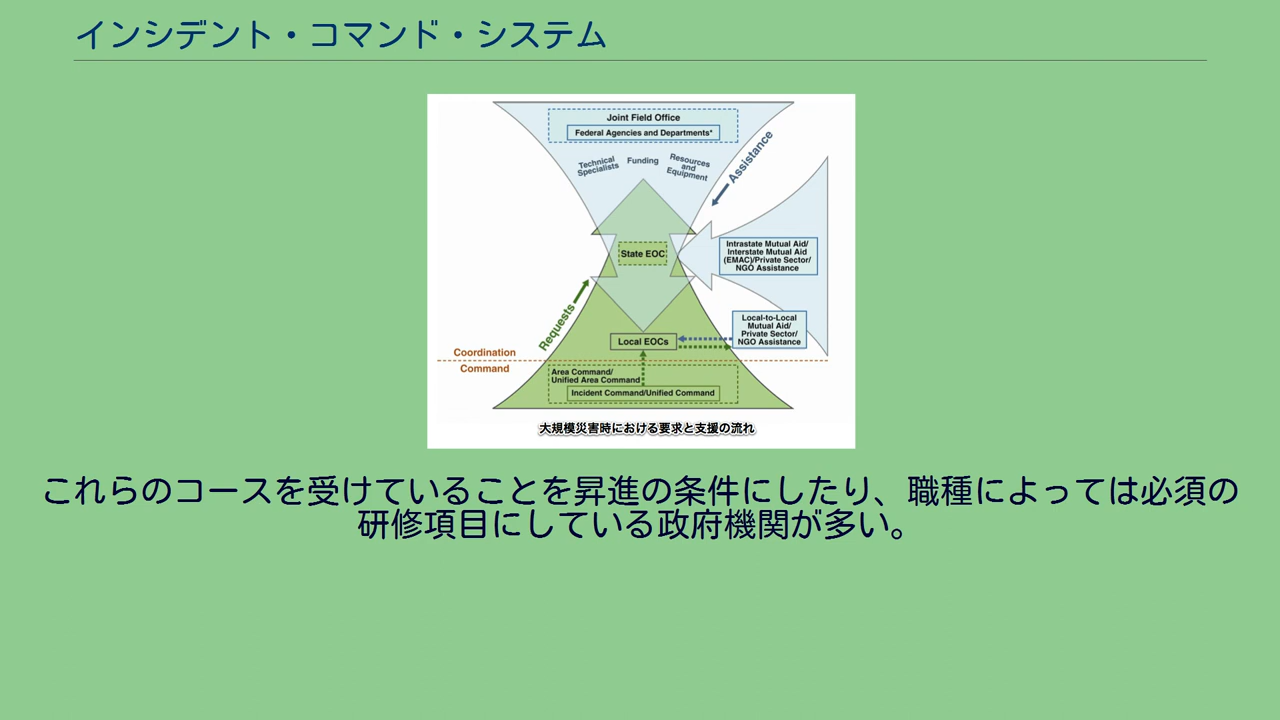 インシデント・コマンド・システム
Joint Field Office
Federal Agencies and Departments*
Technical
Specialists
Funding
Resources
and
Equipment
Assistance
State EOC
Intrastate Mutual Aid/
Interstate Mutual Aid
(EMAC)/Private Sector/
NGO Assistance
Requests
Local-to-Local
Mutual Aid/
Private Sector/
NGO Assistance
Local EOCs
Coordination
Command
Area Command/
Unified Area Command
Incident Command/Unified Command
大規模災害時における要求と支援の流れ
これらのコースを受けていることを昇進の条件にしたり、職種によっては必須の
研修項目にしている政府機関が多い。